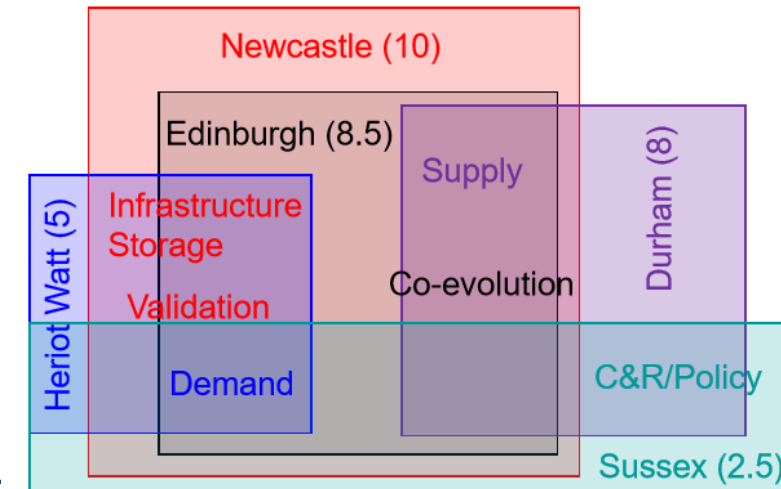 Newcastle (10)
Edinburgh (8.5)
Supply
Durham (8)
Heriot Watt (5)
Infrastructure
Storage
Co-evolution
Validation
Demand
C&R/Policy
Sussex (2.5)